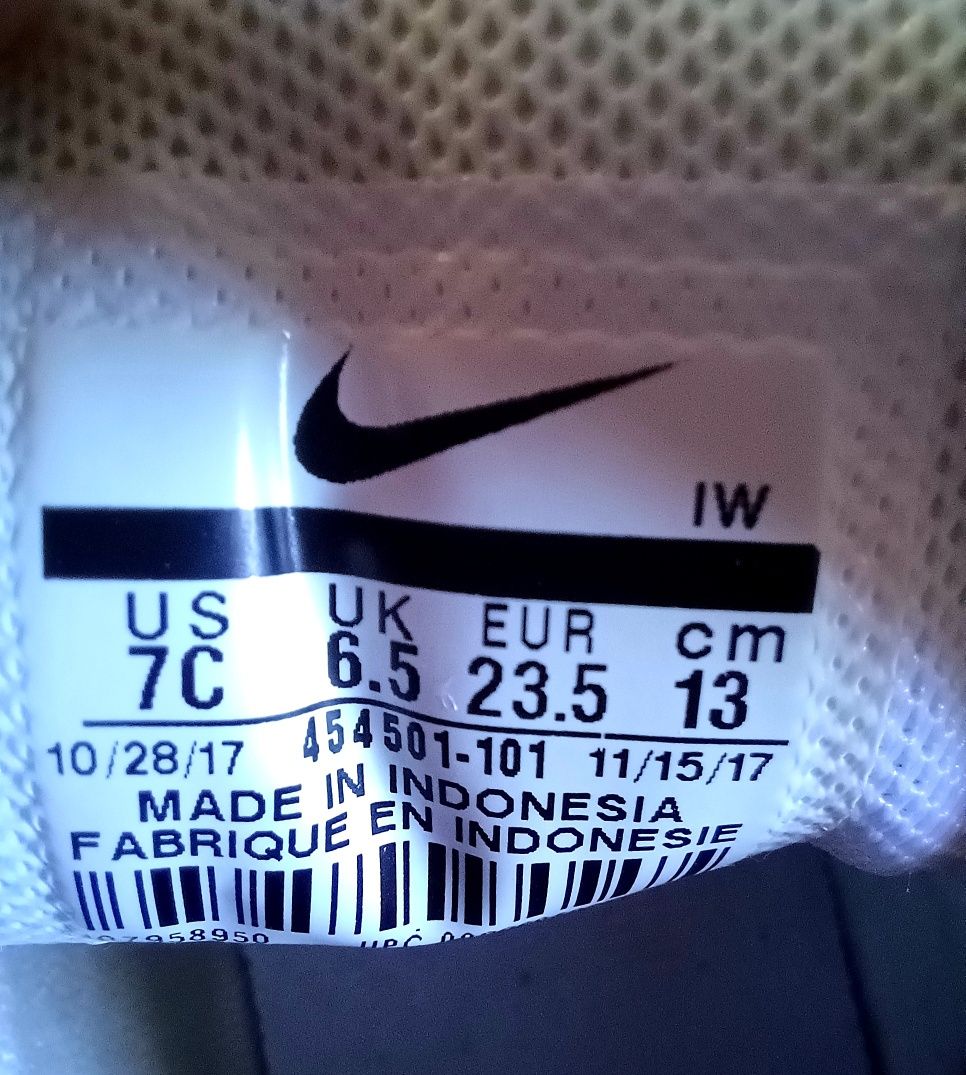 IW
US UK EUR cm
7C 6.5 23.5 13
10/28/17 454501-101 11/15/17
MADE IN INDONESIA
FABRIQUE EN INDONESIE
UPC